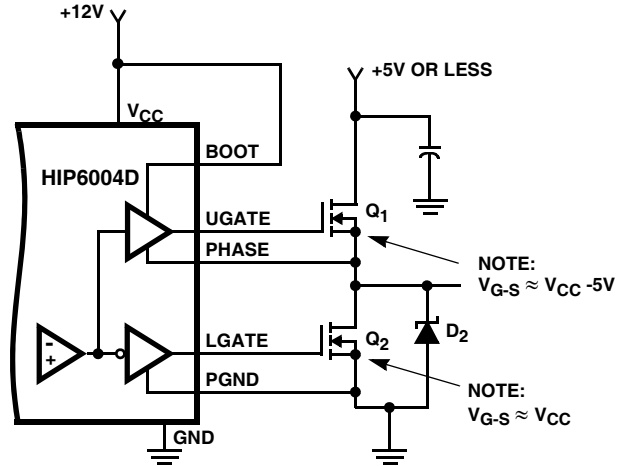 +12V
+5V OR LESS
VCC
BOOT
HIP6004D
UGATE
Q1
PHASE
NOTE:
VG-S ≈ VCC -5V
LGATE
Q2
D2
PGND
NOTE:
VG-S ≈ VCC
GND
-
+